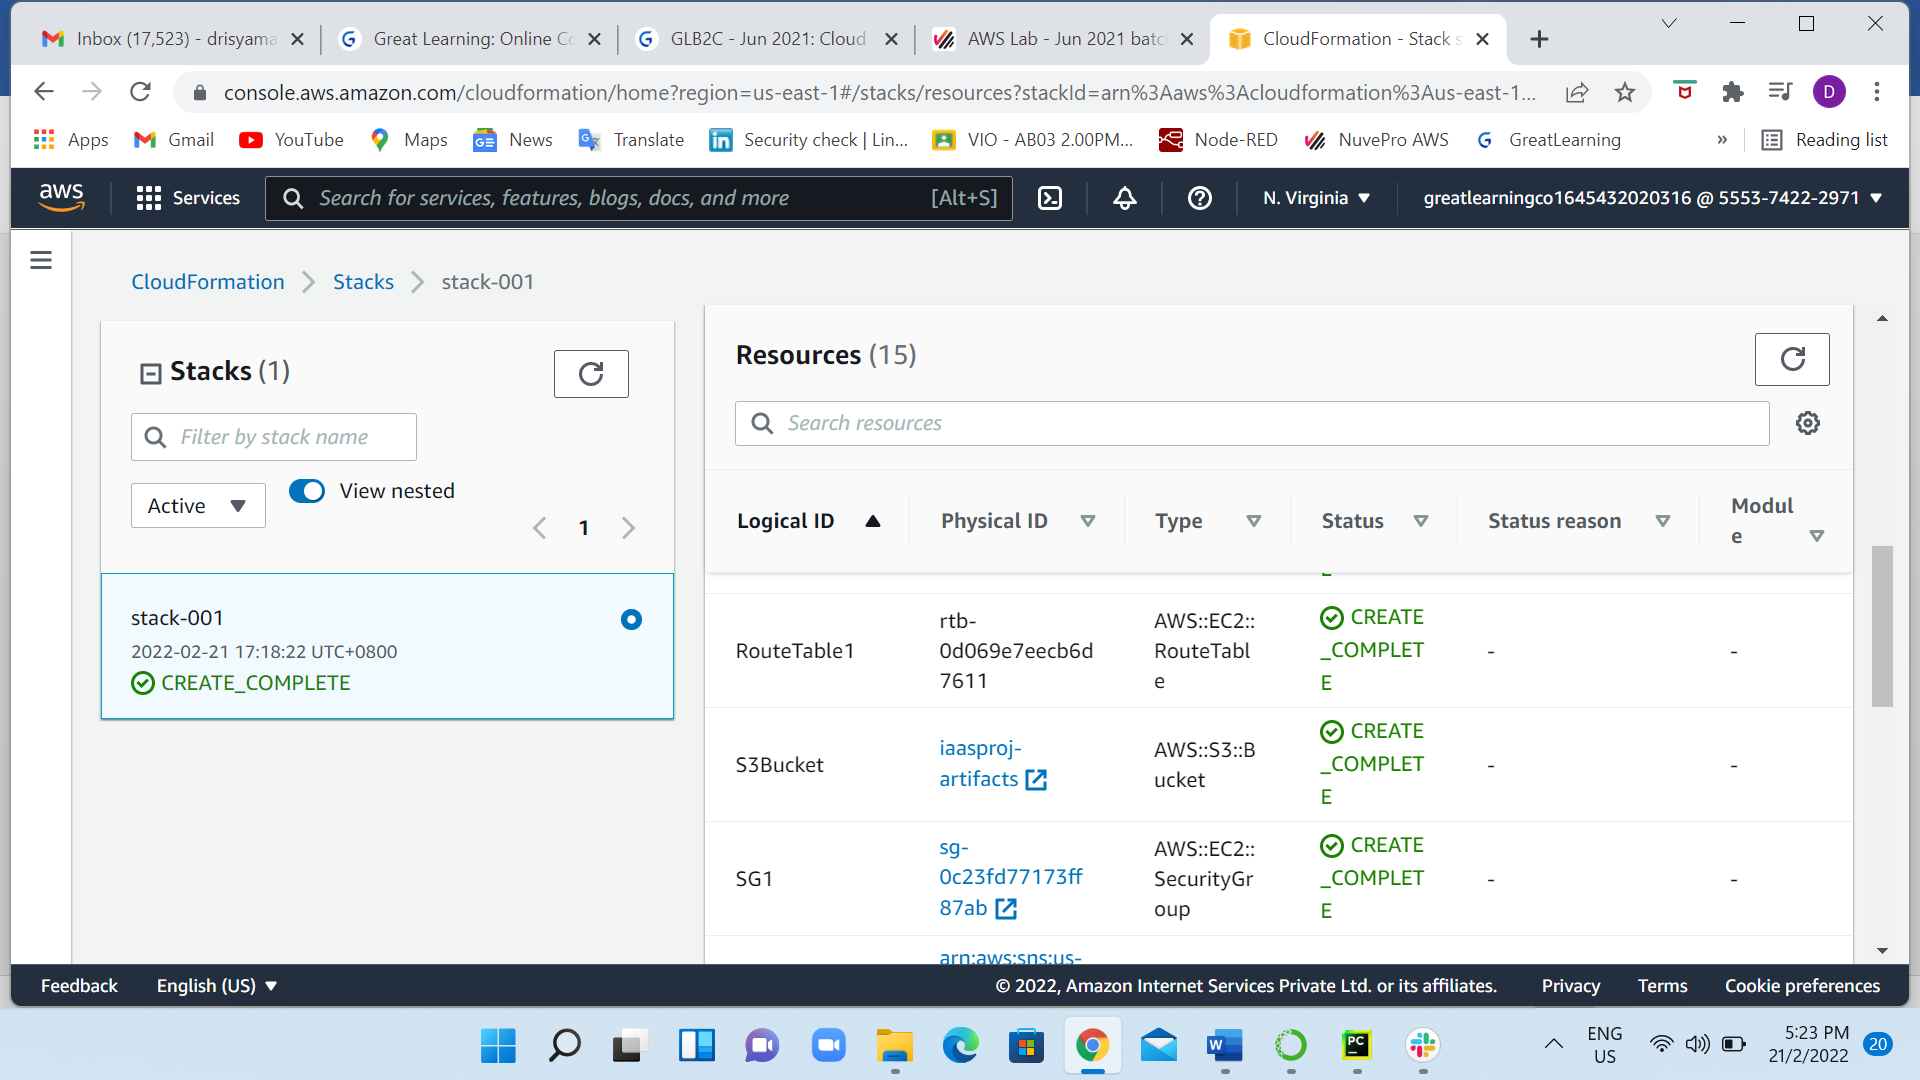 Inbox (17,523) - drisyama
Great Learning: Online Co
GLB2C - Jun 2021: Cloud
AWS Lab - Jun 2021 batch
CloudFormation - Stack s
console.aws.amazon.com/cloudformation/home?region=us-east-1#/stacks/resources?stackId=arn%3Aaws%3Acloudformation%3Aus-east-1...
D
Apps
Gmail
YouTube
Maps
News
Translate
Security check | Lin...
VIO - AB03 2.00PM...
Node-RED
NuvePro AWS
GreatLearning
»
Reading list
aws
Services
Search for services, features, blogs, docs, and more
[Alt+S]
N. Virginia
greatlearningco1645432020316 @ 5553-7422-2971
CloudFormation
Stacks
stack-001
Stacks (1)
Filter by stack name
Active
View nested
1
stack-001
2022-02-21 17:18:22 UTC+0800
CREATE_COMPLETE
Resources (15)
Search resources
Logical ID
Physical ID
Type
Status
Status reason
Modul
e
RouteTable1
rtb-
0d069e7eecb6d
7611
AWS::EC2::
RouteTabl
e
CREATE
_COMPLET
E
-
-
S3Bucket
iaasproj-
artifacts
AWS::S3::B
ucket
CREATE
_COMPLET
E
-
-
SG1
sg-
0c23fd77173ff
87ab
AWS::EC2::
SecurityGr
oup
CREATE
_COMPLET
E
-
-
arn:aws:sns:us-
Feedback
English (US)
© 2022, Amazon Internet Services Private Ltd. or its affiliates.
Privacy
Terms
Cookie preferences
ENG
US
5:23 PM
21/2/2022
20